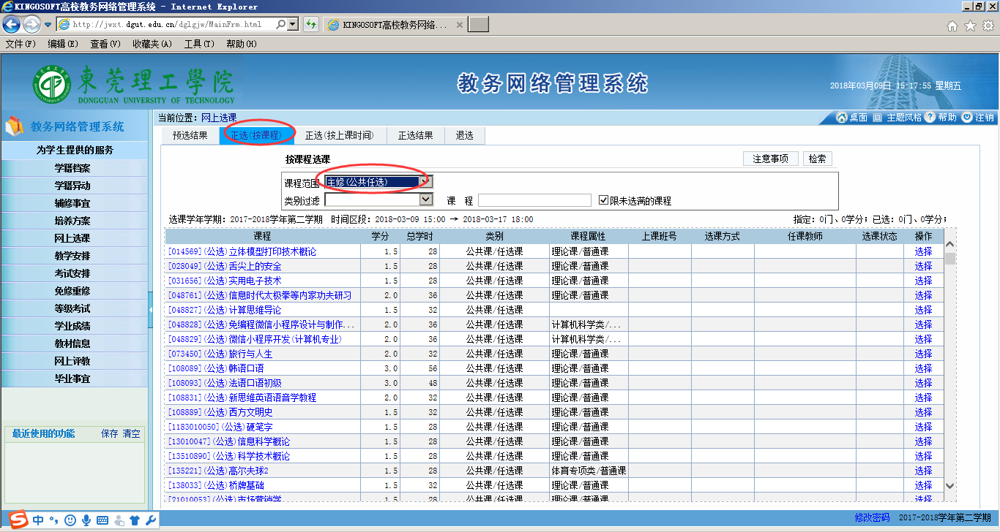 KINGOSOFT高校教务网络管理系统 - Internet Explorer
http://jwxt.dgut.edu.cn/dglgjw/MainFrm.html KINGOSOFT高校教务网络...
文件(F) 编辑(E) 查看(V) 收藏夹(A) 工具(T) 帮助(H)
東莞理工學院
DONGGUAN UNIVERSITY OF TECHNOLOGY
教务网络管理系统
2018年03月09日 15:17:55 星期五
教务网络管理系统
当前位置：网上选课
桌面 主题风格 帮助 注销
预选结果 正选(按课程) 正选(按上课时间) 正选结果 退选
为学生提供的服务
学籍档案
学籍异动
辅修事宜
培养方案
网上选课
教学安排
考试安排
免修重修
等级考试
学业成绩
教材信息
网上评教
毕业事宜
最近使用的功能 保存 清空
按课程选课 注意事项 检索
课程范围 主修(公共任选)
类别过滤 课 程 限未选满的课程
选课学年学期：2017-2018学年第二学期 时间区段：2018-03-09 15:00 → 2018-03-17 18:00 指定：0门、0学分；已选：0门、0学分；
课程 学分 总学时 类别 课程属性 上课班号 选课方式 任课教师 选课状态 操作
[014569](公选)立体模型打印技术概论 1.5 28 公共课/任选课 理论课/普通课 选择
[028049](公选)舌尖上的安全 1.5 28 公共课/任选课 理论课/普通课 选择
[031656](公选)实用电子技术 1.5 28 公共课/任选课 理论课/普通课 选择
[048761](公选)信息时代太极拳等内家功夫研习 2.0 36 公共课/任选课 理论课/普通课 选择
[048827](公选)计算思维导论 1.5 32 公共课/任选课 选择
[048828](公选)免编程微信小程序设计与制作... 2.0 36 公共课/任选课 计算机科学类/... 选择
[048829](公选)微信小程序开发(计算机专业) 2.0 36 公共课/任选课 计算机科学类/... 选择
[073450](公选)旅行与人生 2.0 32 公共课/任选课 理论课/普通课 选择
[108089](公选)韩语口语 3.0 56 公共课/任选课 理论课/普通课 选择
[108093](公选)法语口语初级 3.0 48 公共课/任选课 理论课/普通课 选择
[108831](公选)新思维英语语音学教程 2.0 32 公共课/任选课 理论课/普通课 选择
[108889](公选)西方文明史 1.5 32 公共课/任选课 理论课/普通课 选择
[1183010050](公选)硬笔字 1.5 28 公共课/任选课 理论课/普通课 选择
[13010047](公选)信息科学概论 1.5 28 公共课/任选课 理论课/普通课 选择
[13510890](公选)科学技术概论 1.5 28 公共课/任选课 理论课/普通课 选择
[135221](公选)高尔夫球2 1.5 28 公共课/任选课 体育专项类/普通课 选择
[138033](公选)桥牌基础 1.5 32 公共课/任选课 理论课/普通课 选择
[21010053](公选)市场营销学 1.5 28 公共课/任选课 理论课/普通课 选择
中
修改密码 2017-2018学年第二学期